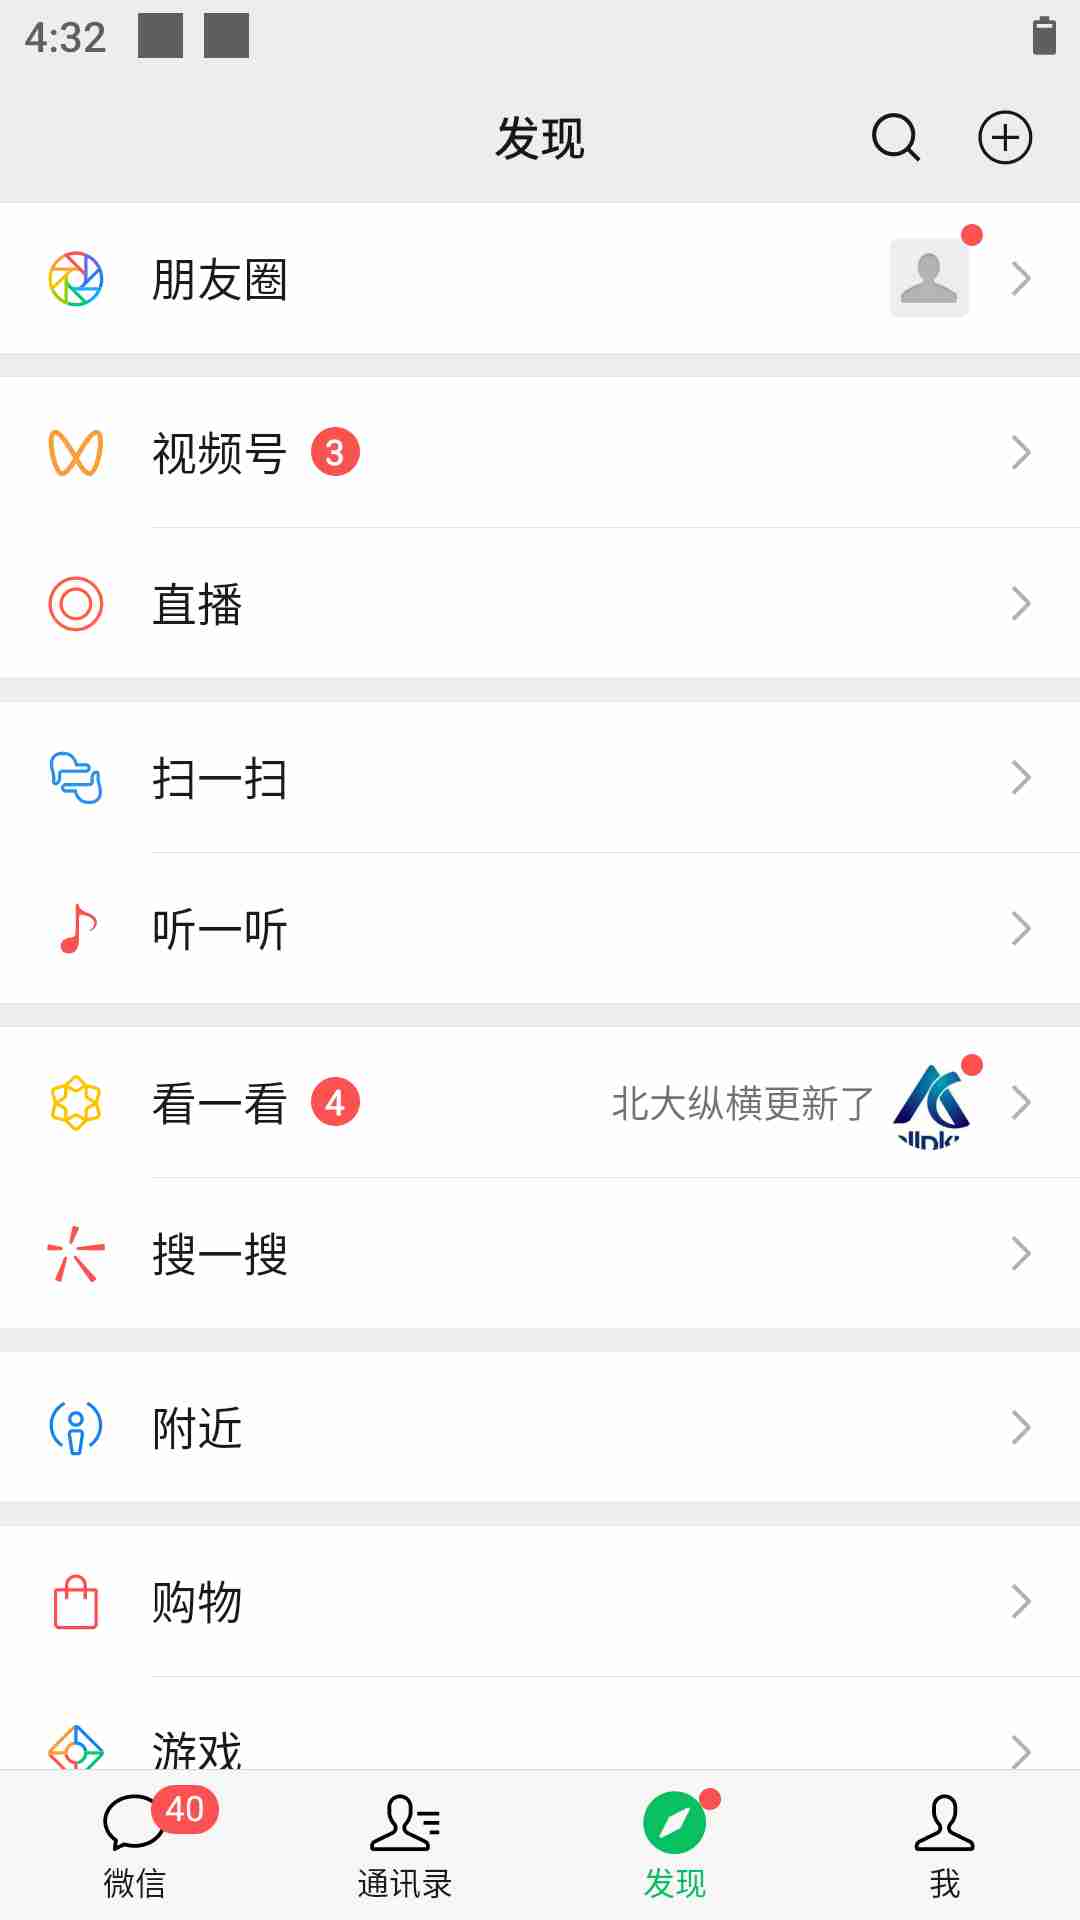 4:32
发现
朋友圈
视频号 3
直播
扫一扫
听一听
看一看 4 北大纵横更新了
搜一搜
附近
购物
游戏
40
微信 通讯录 发现 我